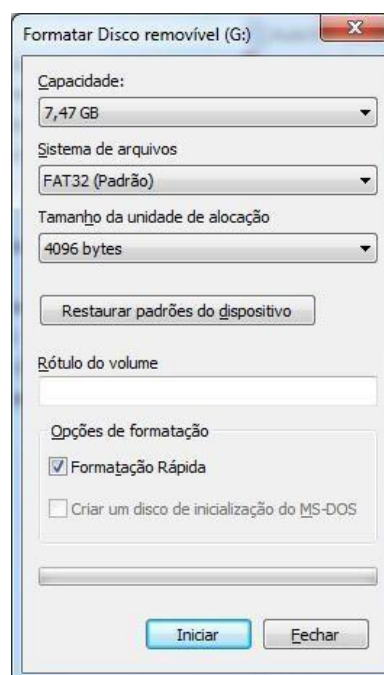 Formatar Disco removível (G:)
Capacidade:
7,47 GB
Sistema de arquivos
FAT32 (Padrão)
Tamanho da unidade de alocação
4096 bytes
Restaurar padrões do dispositivo
Rótulo do volume
Opções de formatação
Formatação Rápida
Criar um disco de inicialização do MS-DOS
Iniciar
Fechar